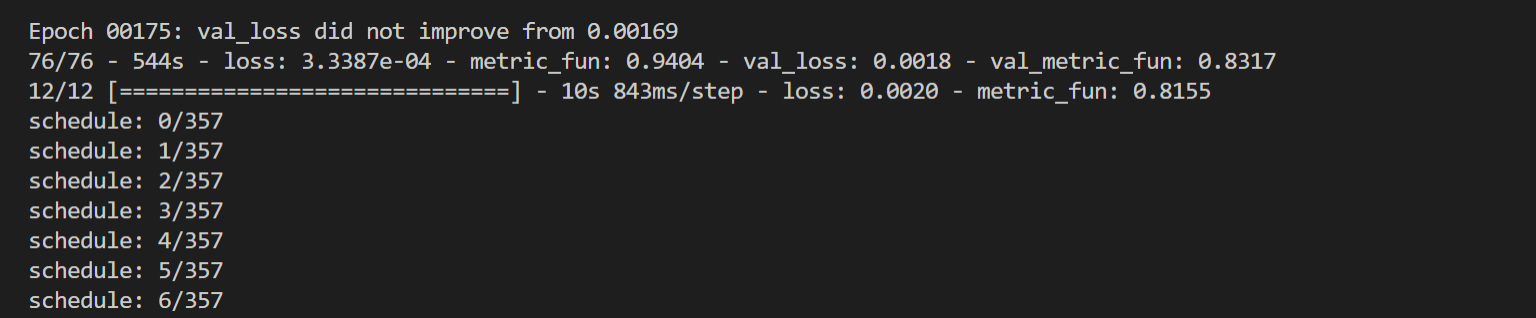 Epoch 00175: val_loss did not improve from 0.00169
76/76 - 544s - loss: 3.3387e-04 - metric_fun: 0.9404 - val_loss: 0.0018 - val_metric_fun: 0.8317
12/12 [==============================] - 10s 843ms/step - loss: 0.0020 - metric_fun: 0.8155
schedule: 0/357
schedule: 1/357
schedule: 2/357
schedule: 3/357
schedule: 4/357
schedule: 5/357
schedule: 6/357